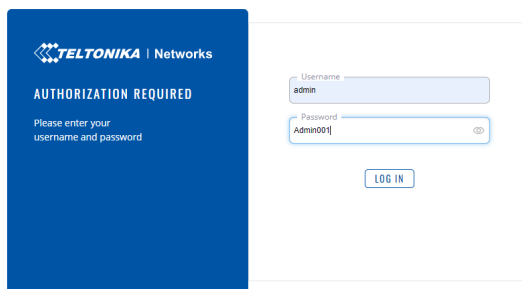 TELTONIKA | Networks
AUTHORIZATION REQUIRED
Please enter your
username and password
Username
admin
Password
Admin001
LOG IN